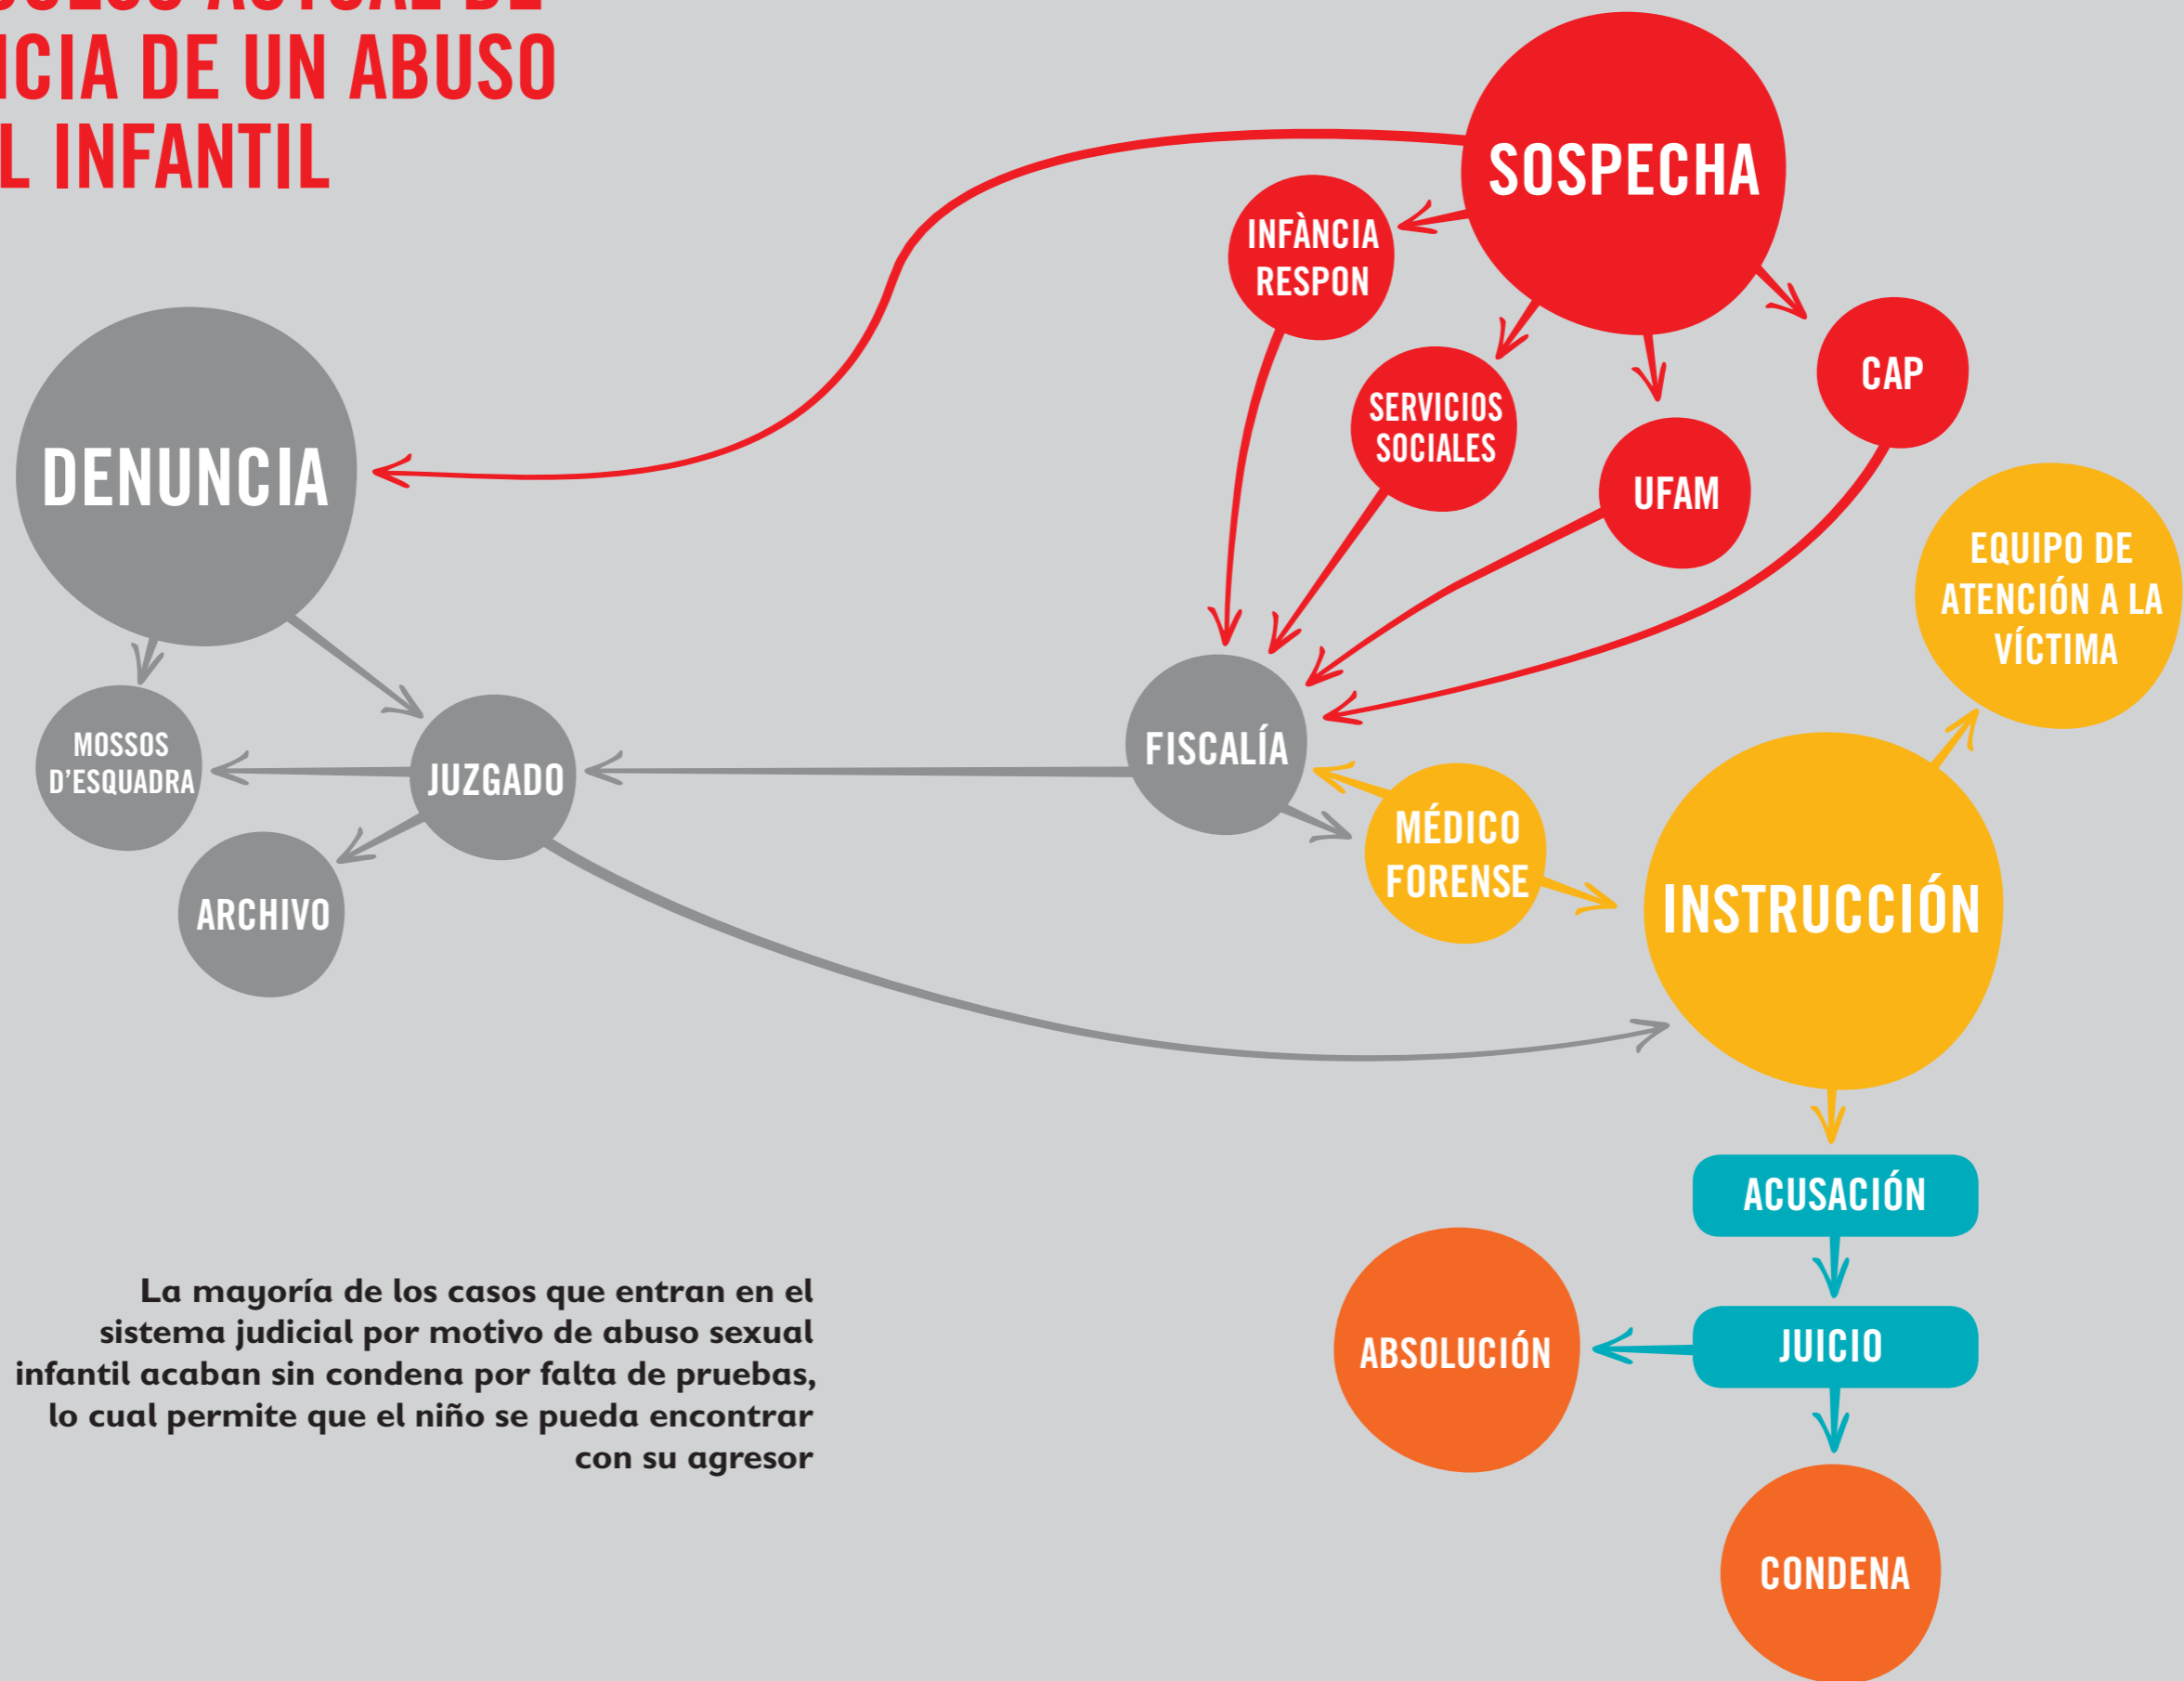 NCIA DE UN ABUSO
L INFANTIL
SOSPECHA
INFÀNCIA
RESPON
SERVICIOS
SOCIALES
CAP
UFAM
DENUNCIA
EQUIPO DE
ATENCIÓN A LA
VÍCTIMA
MOSSOS
D'ESQUADRA
JUZGADO
FISCALÍA
ARCHIVO
MÉDICO
FORENSE
INSTRUCCIÓN
ACUSACIÓN
JUICIO
ABSOLUCIÓN
CONDENA
La mayoría de los casos que entran en el
sistema judicial por motivo de abuso sexual
infantil acaban sin condena por falta de pruebas,
lo cual permite que el niño se pueda encontrar
con su agresor